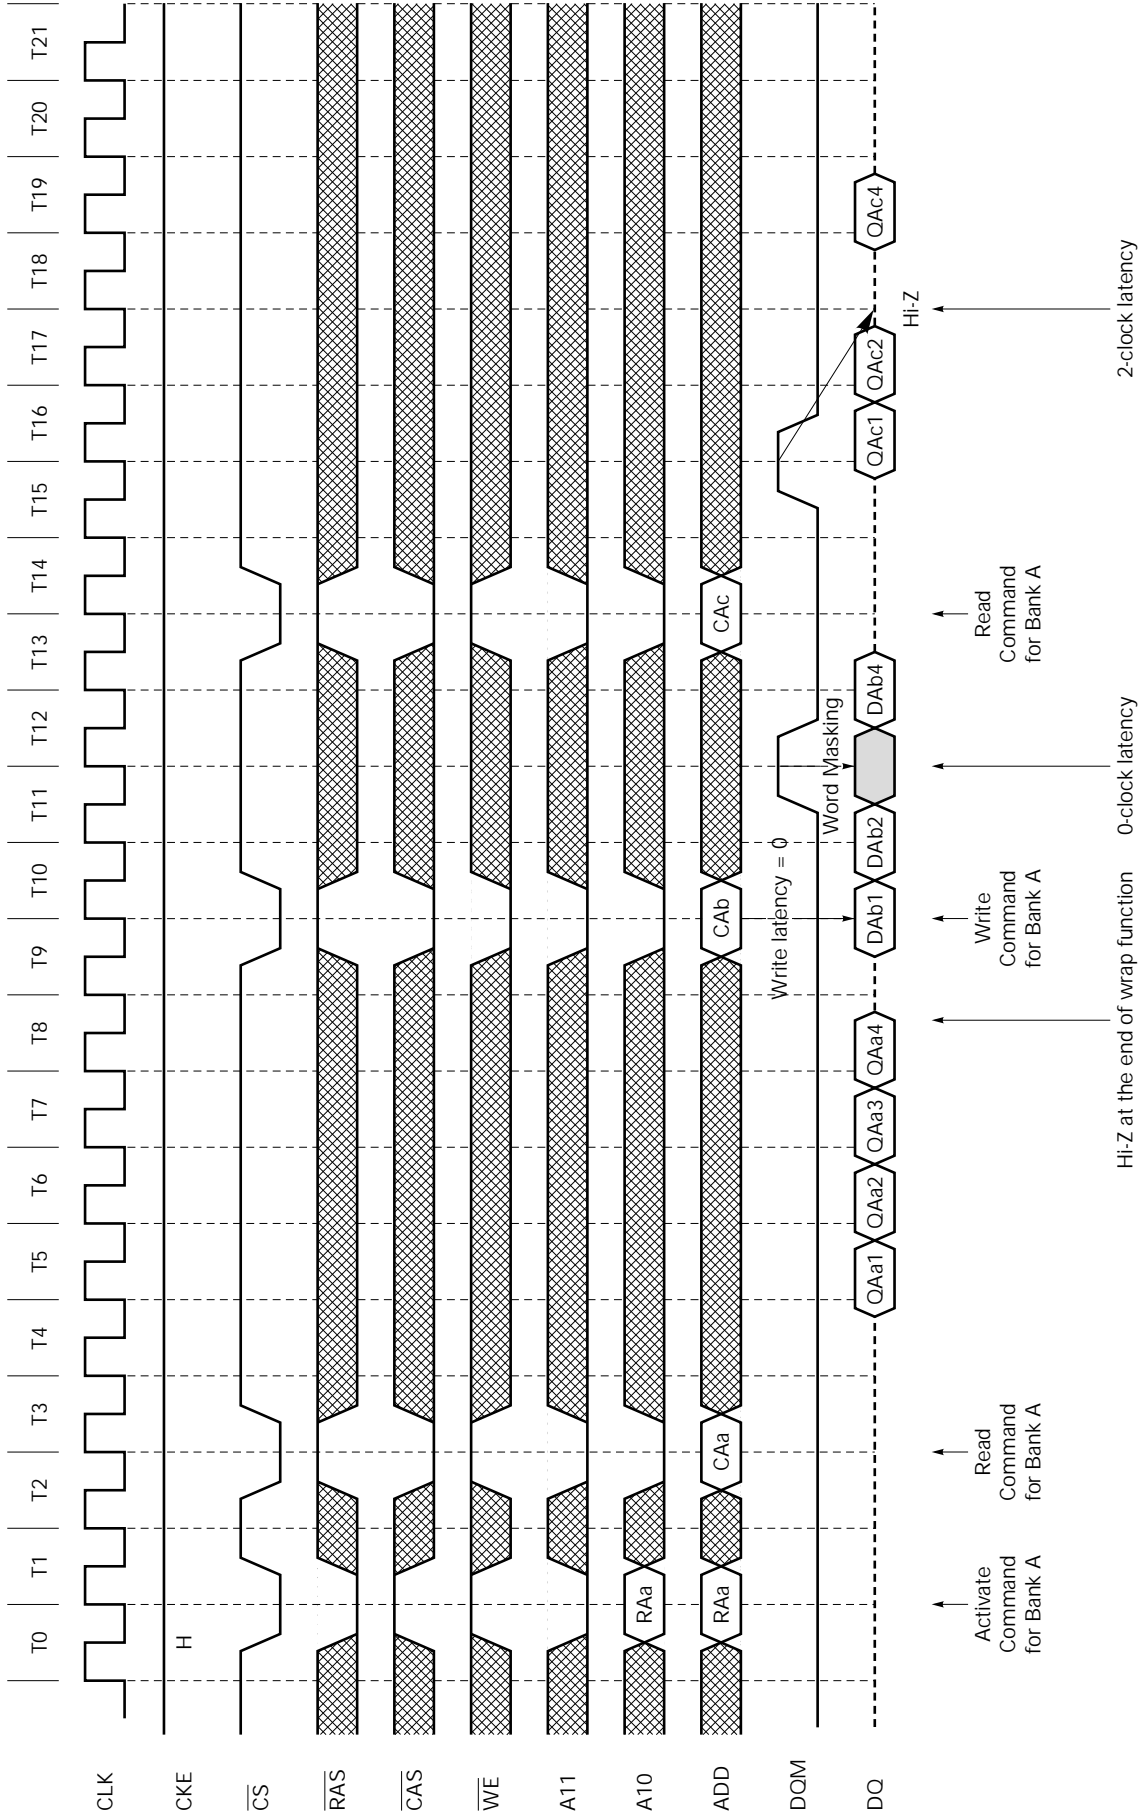 T0 T1 T2 T3 T4 T5 T6 T7 T8 T9 T10 T11 T12 T13 T14 T15 T16 T17 T18 T19 T20 T21
CLK
CKE
H
CS
RAS
CAS
WE
A11
A10
RAa
ADD
RAa CAa CAb CAc
DQM
Write latency = 0
Word Masking
DQ
QAa1 QAa2 QAa3 QAa4 DAb1 DAb2 DAb4 QAc1 QAc2 QAc4
Hi-Z
Activate
Command
for Bank A
Read
Command
for Bank A
Write
Command
for Bank A
Read
Command
for Bank A
Hi-Z at the end of wrap function
0-clock latency
2-clock latency